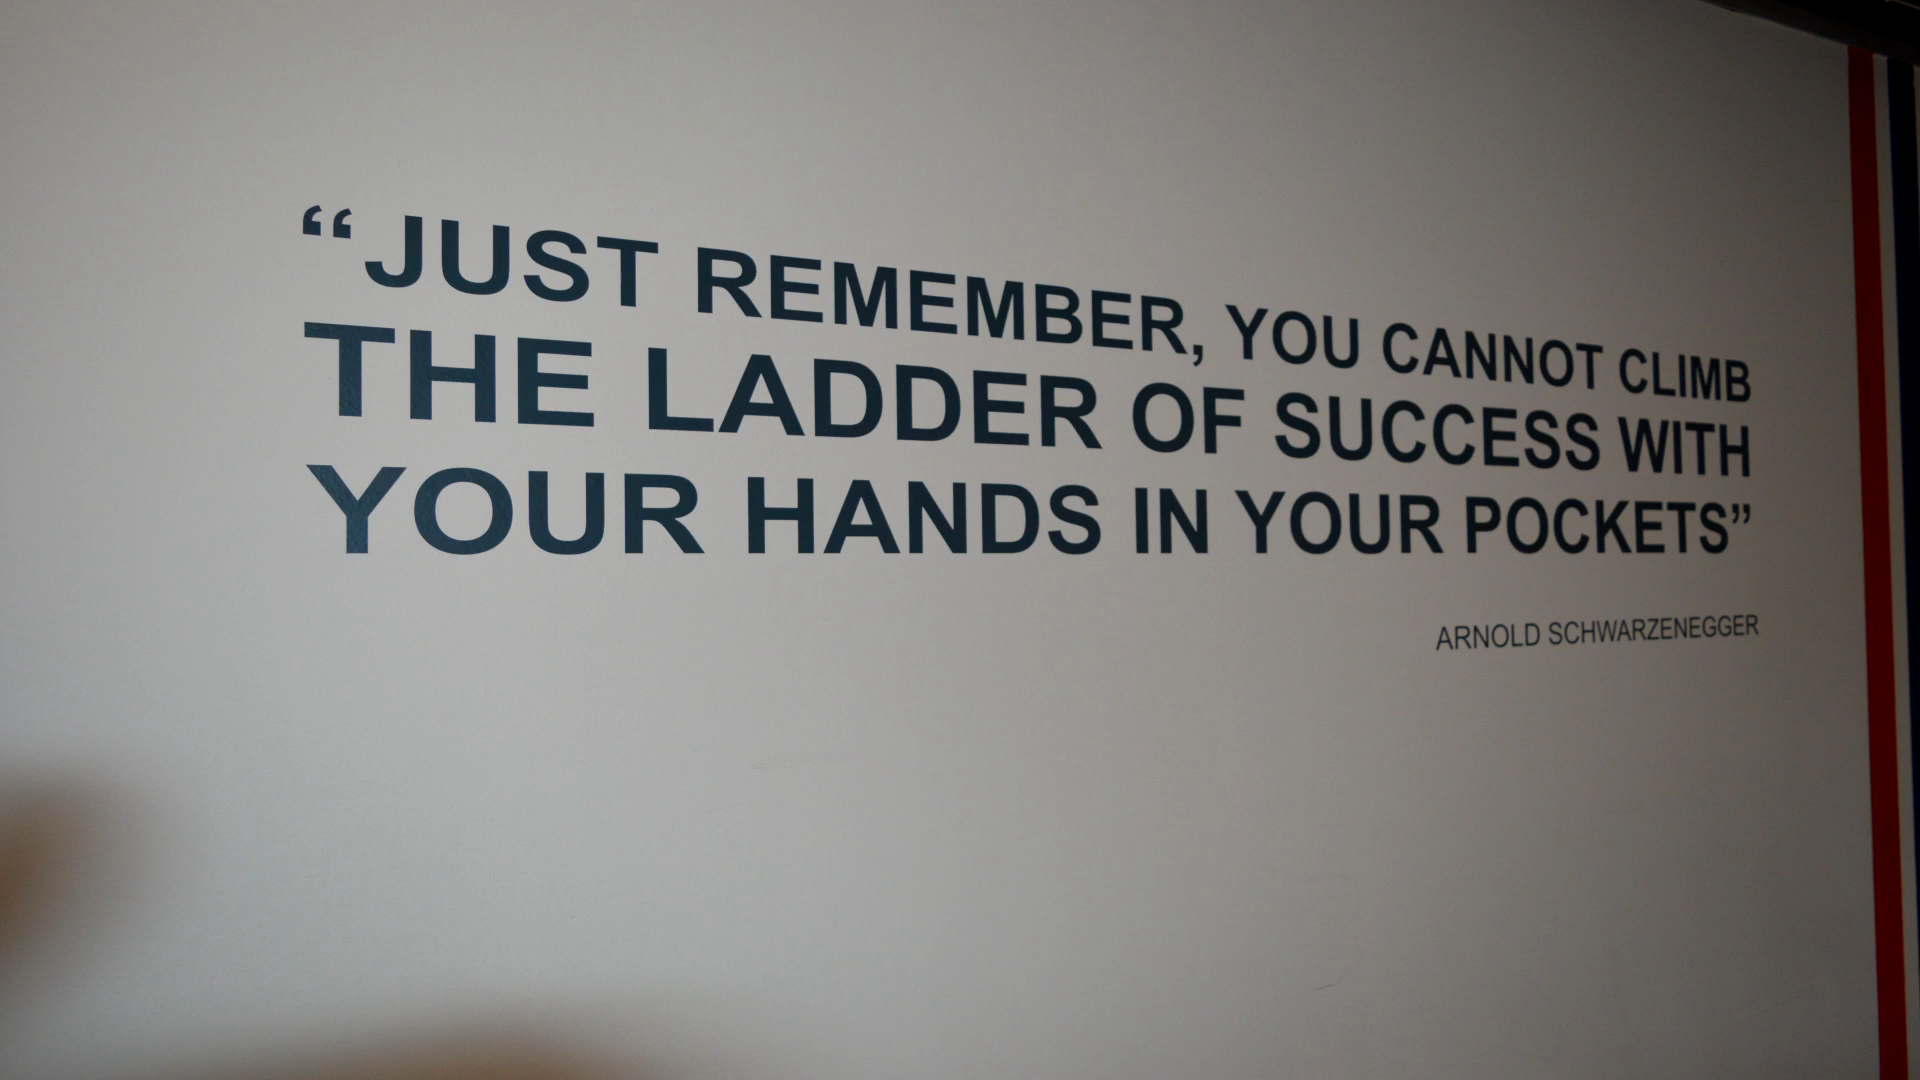 “JUST REMEMBER, YOU CANNOT CLIMB
THE LADDER OF SUCCESS WITH
YOUR HANDS IN YOUR POCKETS”
ARNOLD SCHWARZENEGGER